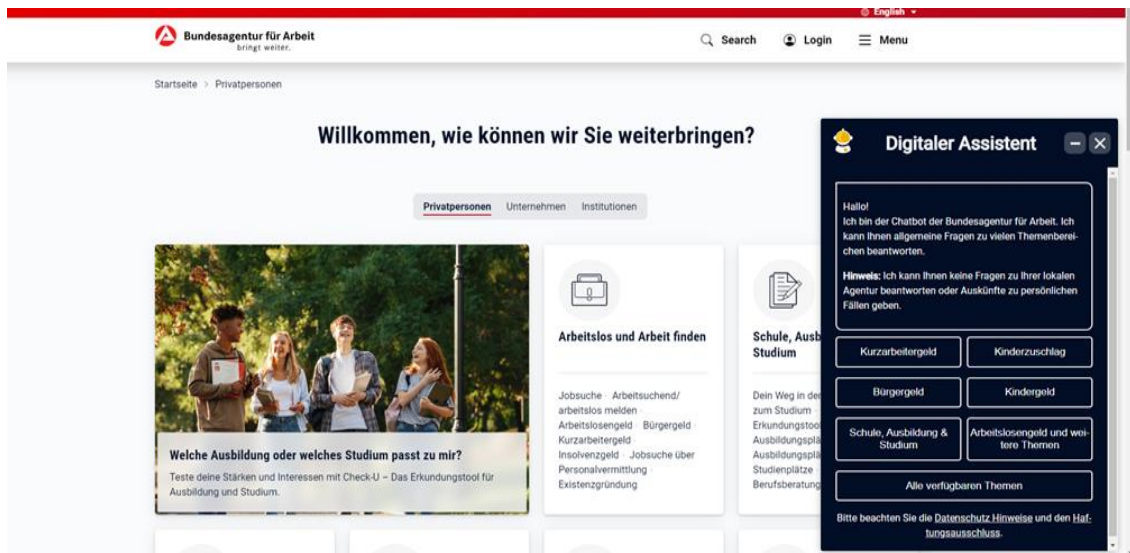 English
Bundesagentur für Arbeit
bringt weiter.
Search
Login
Menu
Startseite > Privatpersonen
Willkommen, wie können wir Sie weiterbringen?
Privatpersonen
Unternehmen
Institutionen
Welche Ausbildung oder welches Studium passt zu mir?
Teste deine Stärken und Interessen mit Check-U – Das Erkundungstool für
Ausbildung und Studium.
Arbeitslos und Arbeit finden
Jobsuche · Arbeitsuchend/
arbeitslos melden ·
Arbeitslosengeld · Bürgergeld ·
Kurzarbeitergeld ·
Insolvenzgeld · Jobsuche über
Personalvermittlung ·
Existenzgründung
Schule, Ausb
Studium
Dein Weg in de
zum Studium ·
Erkundungstool
Ausbildungsplä
Ausbildungsplä
Studienplätze ·
Berufsberatung
Digitaler Assistent
Hallo!
Ich bin der Chatbot der Bundesagentur für Arbeit. Ich
kann Ihnen allgemeine Fragen zu vielen Themenberei-
chen beantworten.
Hinweis: Ich kann Ihnen keine Fragen zu Ihrer lokalen
Agentur beantworten oder Auskünfte zu persönlichen
Fällen geben.
Kurzarbeitergeld
Kinderzuschlag
Bürgergeld
Kindergeld
Schule, Ausbildung &
Studium
Arbeitslosengeld und wei-
tere Themen
Alle verfügbaren Themen
Bitte beachten Sie die Datenschutz Hinweise und den Haf-
tungsausschluss.